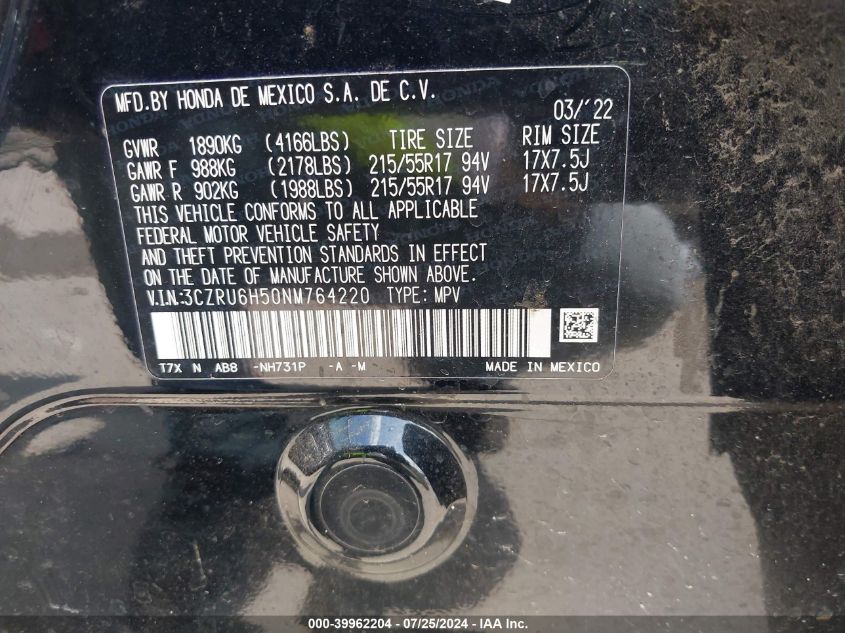 MFD.BY HONDA DE MEXICO S.A. DE C.V. 03/'22
GVWR 1890KG (4166LBS) TIRE SIZE RIM SIZE
GAWR F 988KG (2178LBS) 215/55R17 94V 17X7.5J
GAWR R 902KG (1988LBS) 215/55R17 94V 17X7.5J
THIS VEHICLE CONFORMS TO ALL APPLICABLE
FEDERAL MOTOR VEHICLE SAFETY
AND THEFT PREVENTION STANDARDS IN EFFECT
ON THE DATE OF MANUFACTURE SHOWN ABOVE.
V.I.N:3CZRU6H50NM764220 TYPE: MPV
T7X N AB8 -NH731P -A -M MADE IN MEXICO
000-39962204 - 07/25/2024 - Copyright © 2024 IAA, Inc.